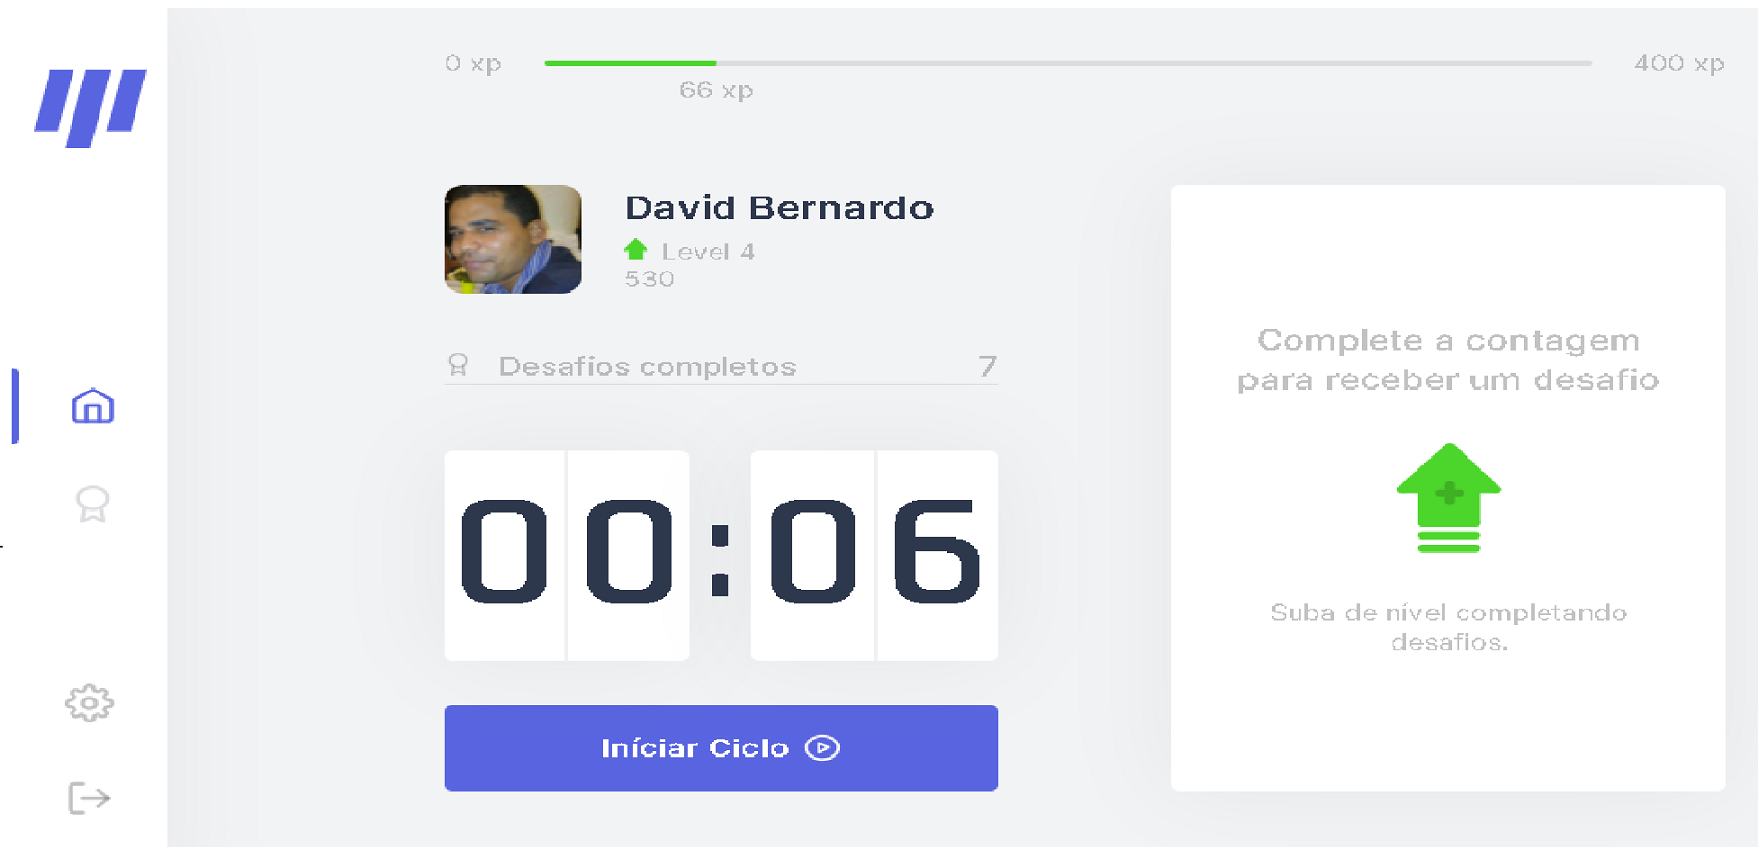 0 xp 400 xp
66 xp
David Bernardo
Level 4
530
Desafios completos 7
00:06
Iníciar Ciclo
Complete a contagem
para receber um desafio
Suba de nível completando
desafios.